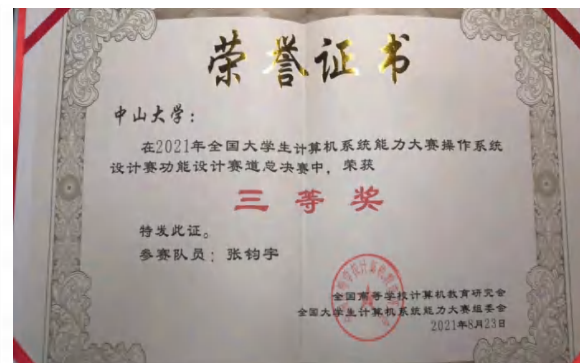 荣誉证书
中山大学：
在2021年全国大学生计算机系统能力大赛操作系统
设计赛功能设计赛道总决赛中，荣获
三等奖
特发此证。
参赛队员：张钧宇
全国高等学校计算机教育研究会
全国大学生计算机系统能力大赛组委会
2021年8月23日